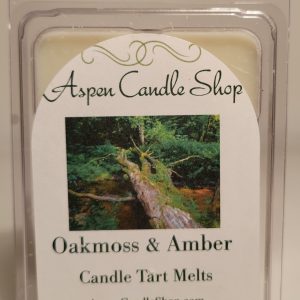 Aspen Candle Shop
Oakmoss & Amber
Candle Tart Melts